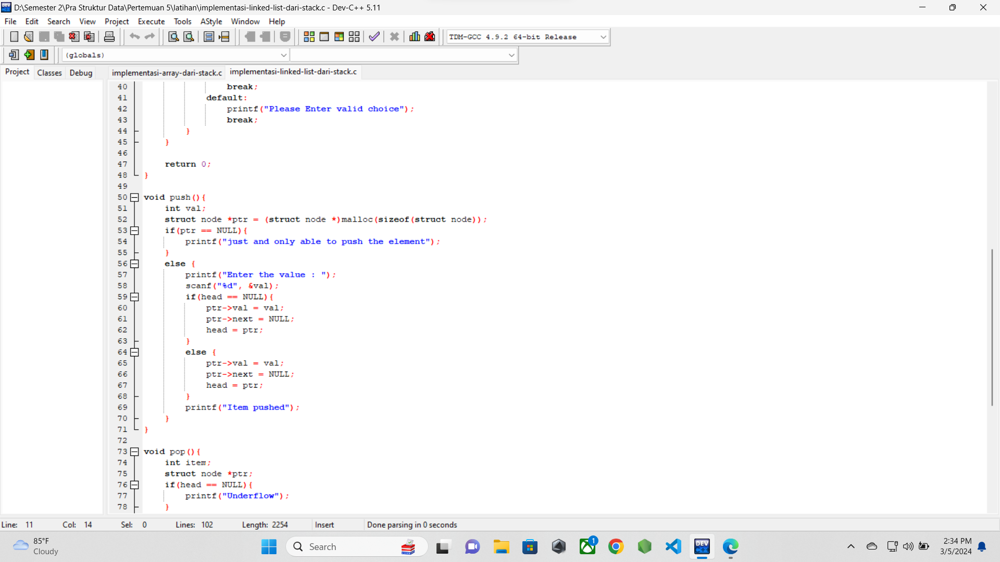 D:\Semester 2\Pra Struktur Data\Pertemuan 5\latihan\implementasi-linked-list-dari-stack.c - Dev-C++ 5.11
File Edit Search View Project Execute Tools AStyle Window Help
TDM-GCC 4.9.2 64-bit Release
(globals)
Project Classes Debug implementasi-array-dari-stack.c implementasi-linked-list-dari-stack.c
40 break;
41 default:
42 printf("Please Enter valid choice");
43 break;
44 }
45 }
46
47 return 0;
48 }
49
50 void push(){
51 int val;
52 struct node *ptr = (struct node *)malloc(sizeof(struct node));
53 if(ptr == NULL){
54 printf("just and only able to push the element");
55 }
56 else {
57 printf("Enter the value : ");
58 scanf("%d", &val);
59 if(head == NULL){
60 ptr->val = val;
61 ptr->next = NULL;
62 head = ptr;
63 }
64 else {
65 ptr->val = val;
66 ptr->next = NULL;
67 head = ptr;
68 }
69 printf("Item pushed");
70 }
71 }
72
73 void pop(){
74 int item;
75 struct node *ptr;
76 if(head == NULL){
77 printf("Underflow");
78 }
Line: 11 Col: 14 Sel: 0 Lines: 102 Length: 2254 Insert Done parsing in 0 seconds
85°F
Cloudy
Search
1
DEV
C++
2:34 PM
3/5/2024